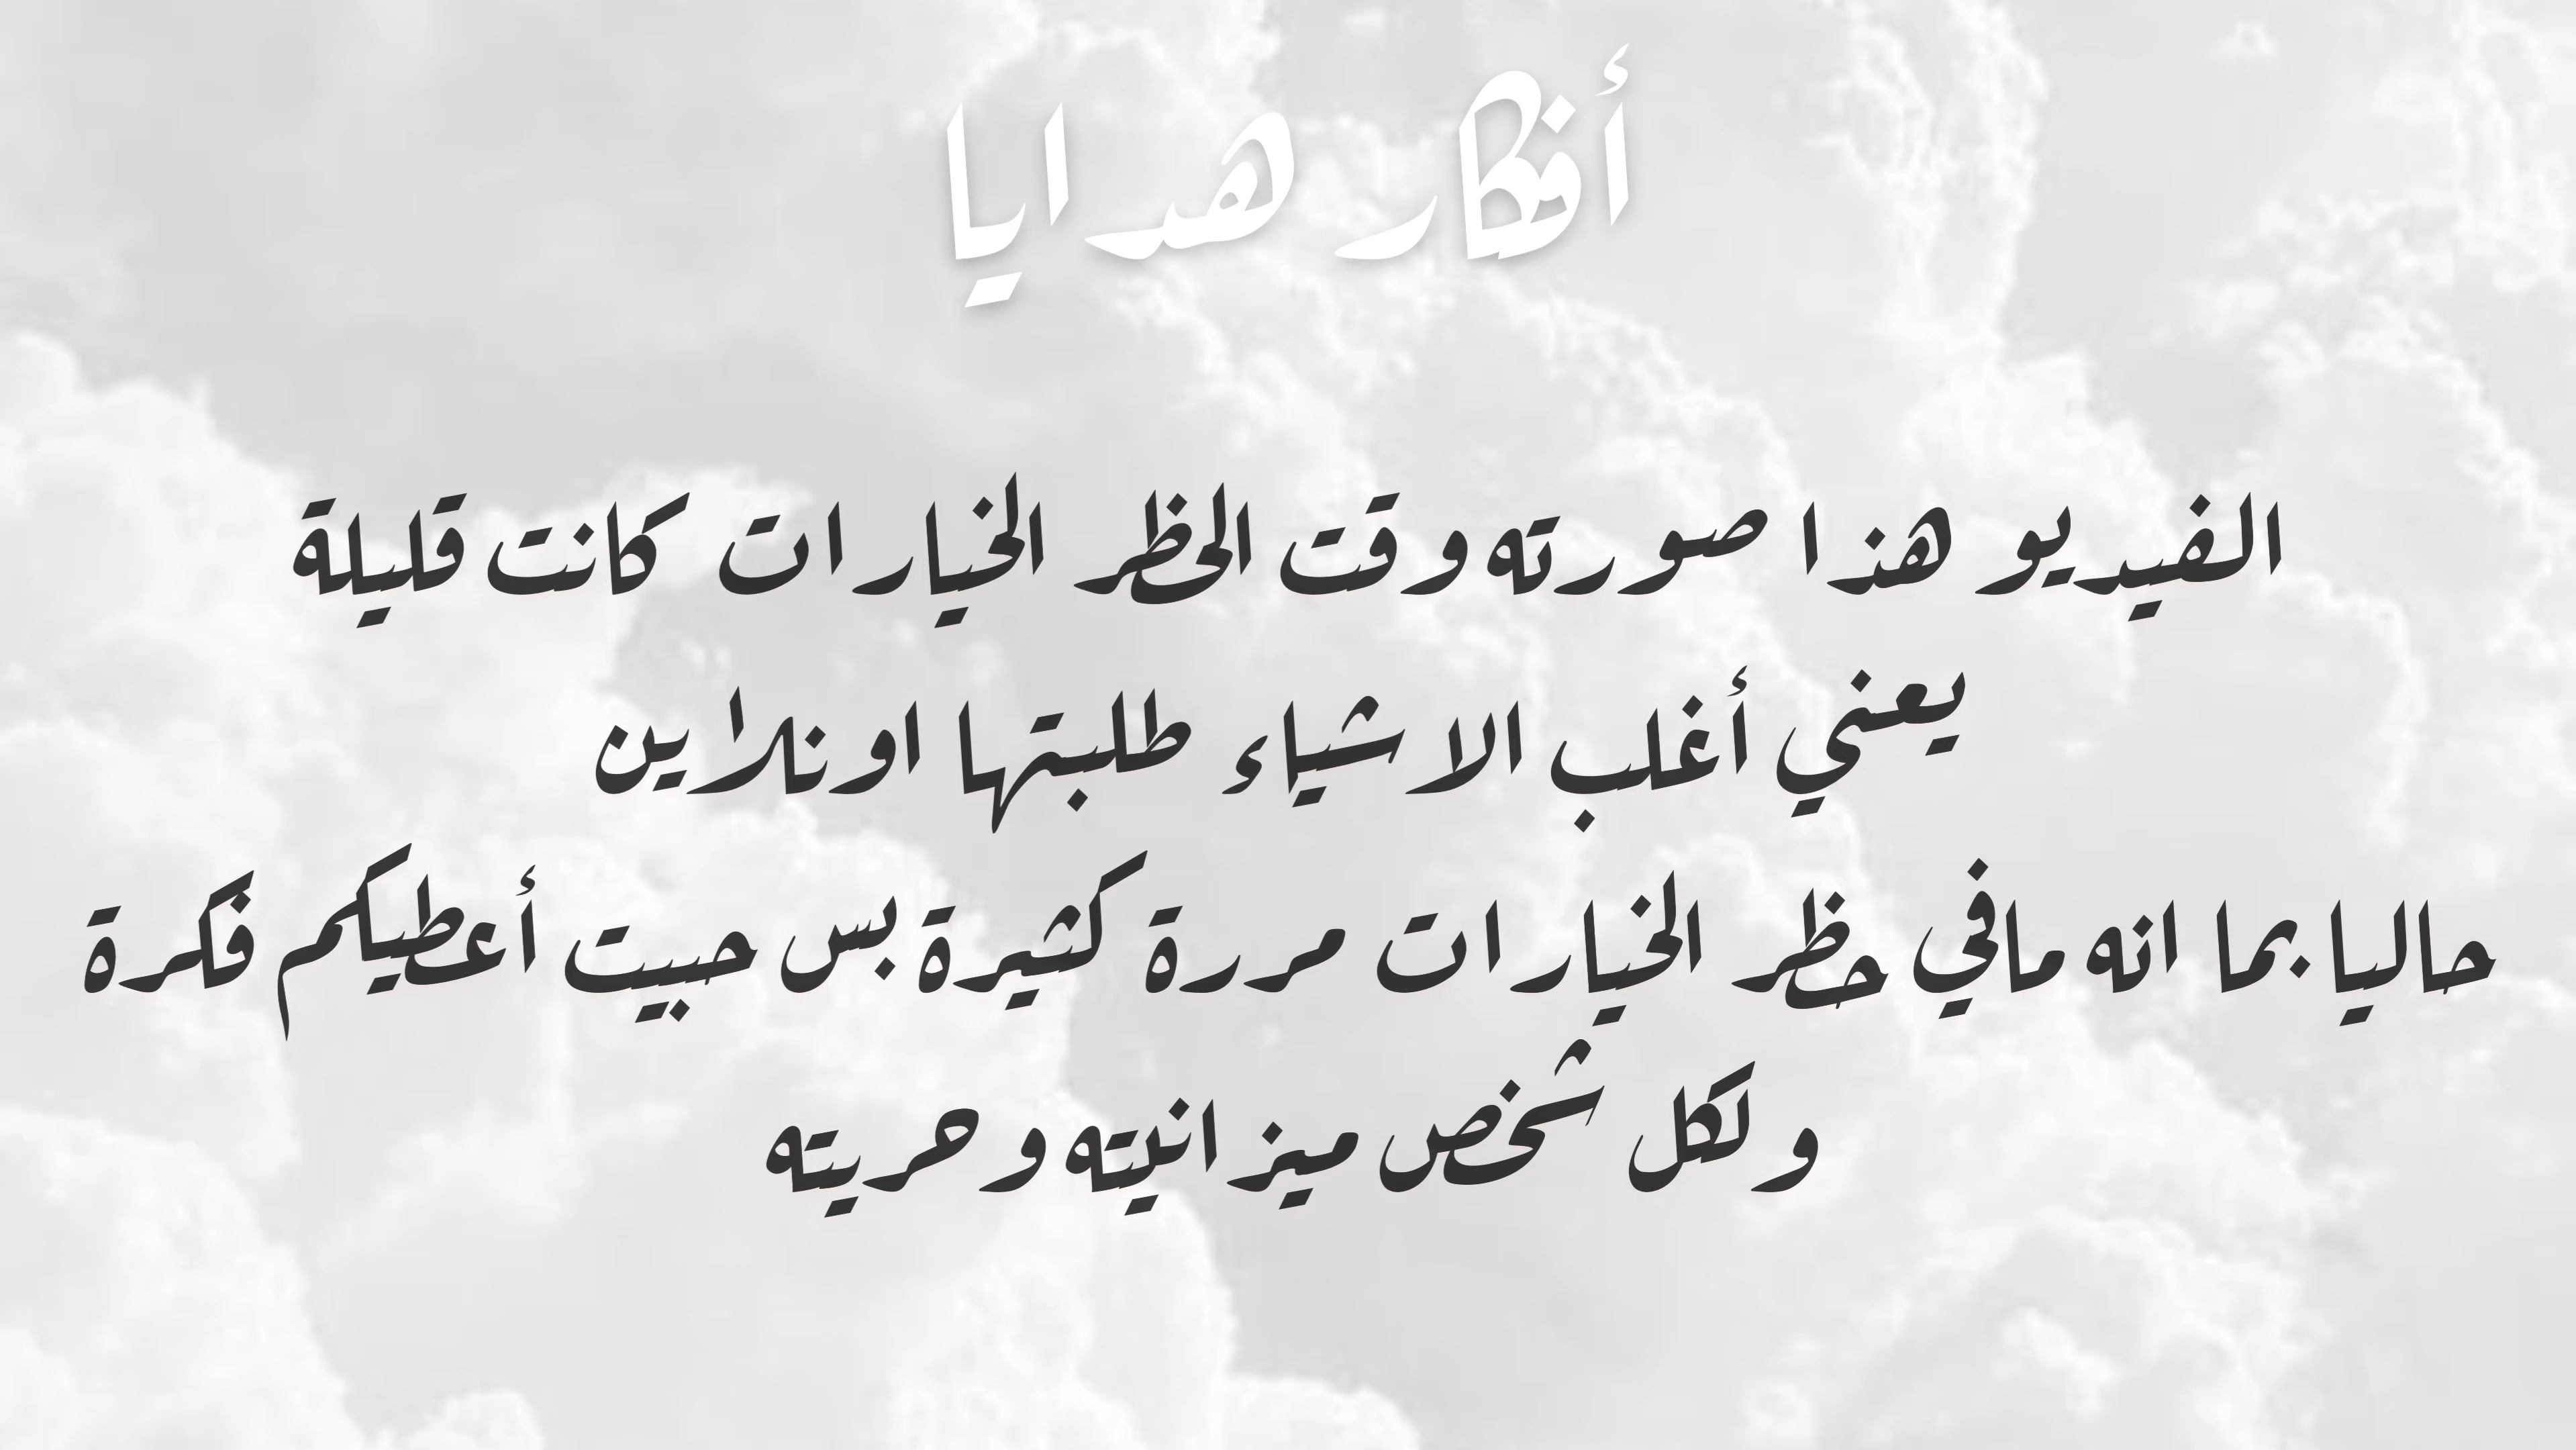 أفكار هدايا
الفيديو هذا صورته وقت الحظر الخيارات كانت قليلة
يعني أغلب الاشياء طلبتها اونلاين
حاليا بما انه مافي حظر الخيارات مررة كثيرة بس حبيت أعطيكم فكرة
ولكل شخص ميزانيته وحريته